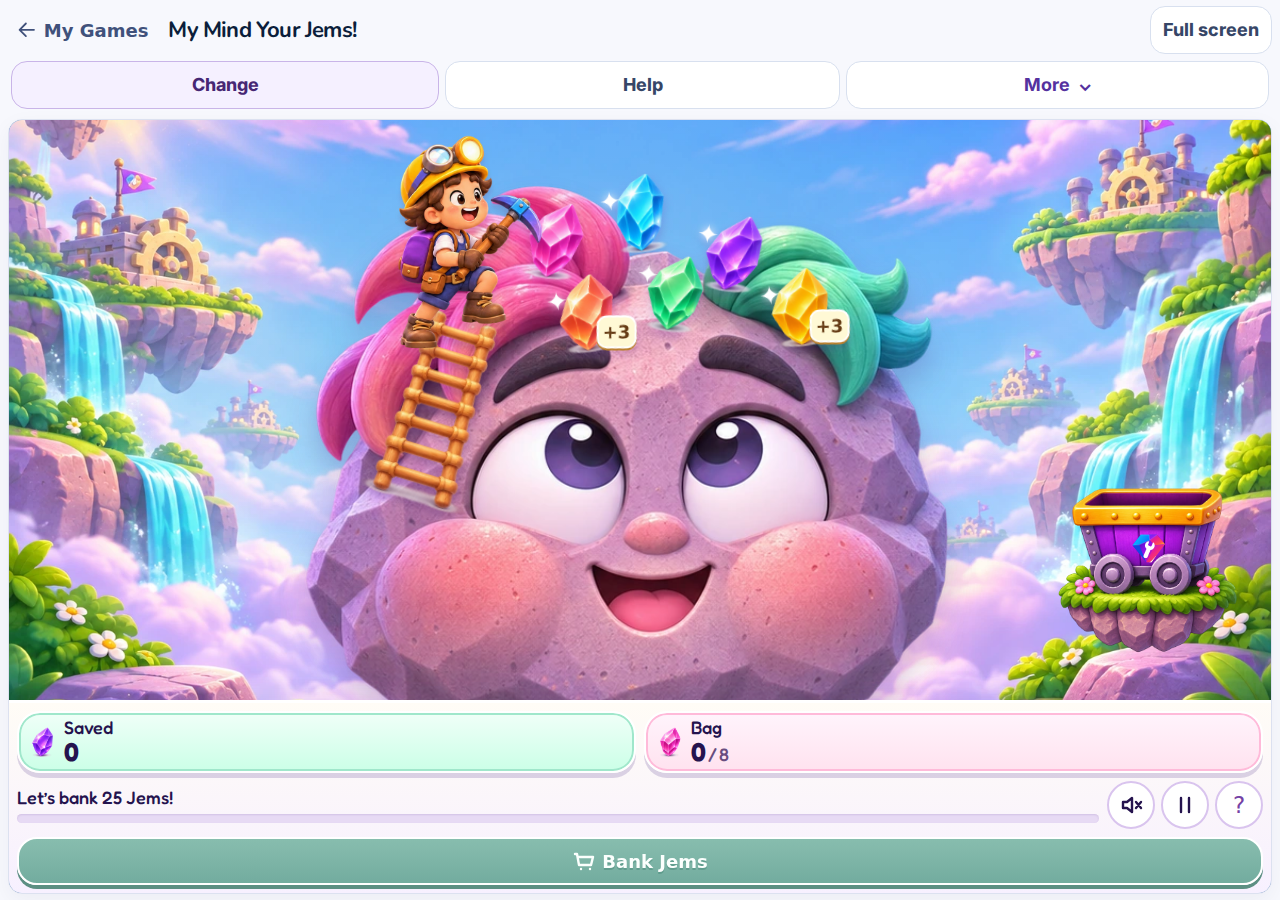 My Games
My Mind Your Jems!
Full screen
Change
Help
More
+3
+3
Saved
0
Bag
0/8
Let's bank 25 Jems!
?
Bank Jems